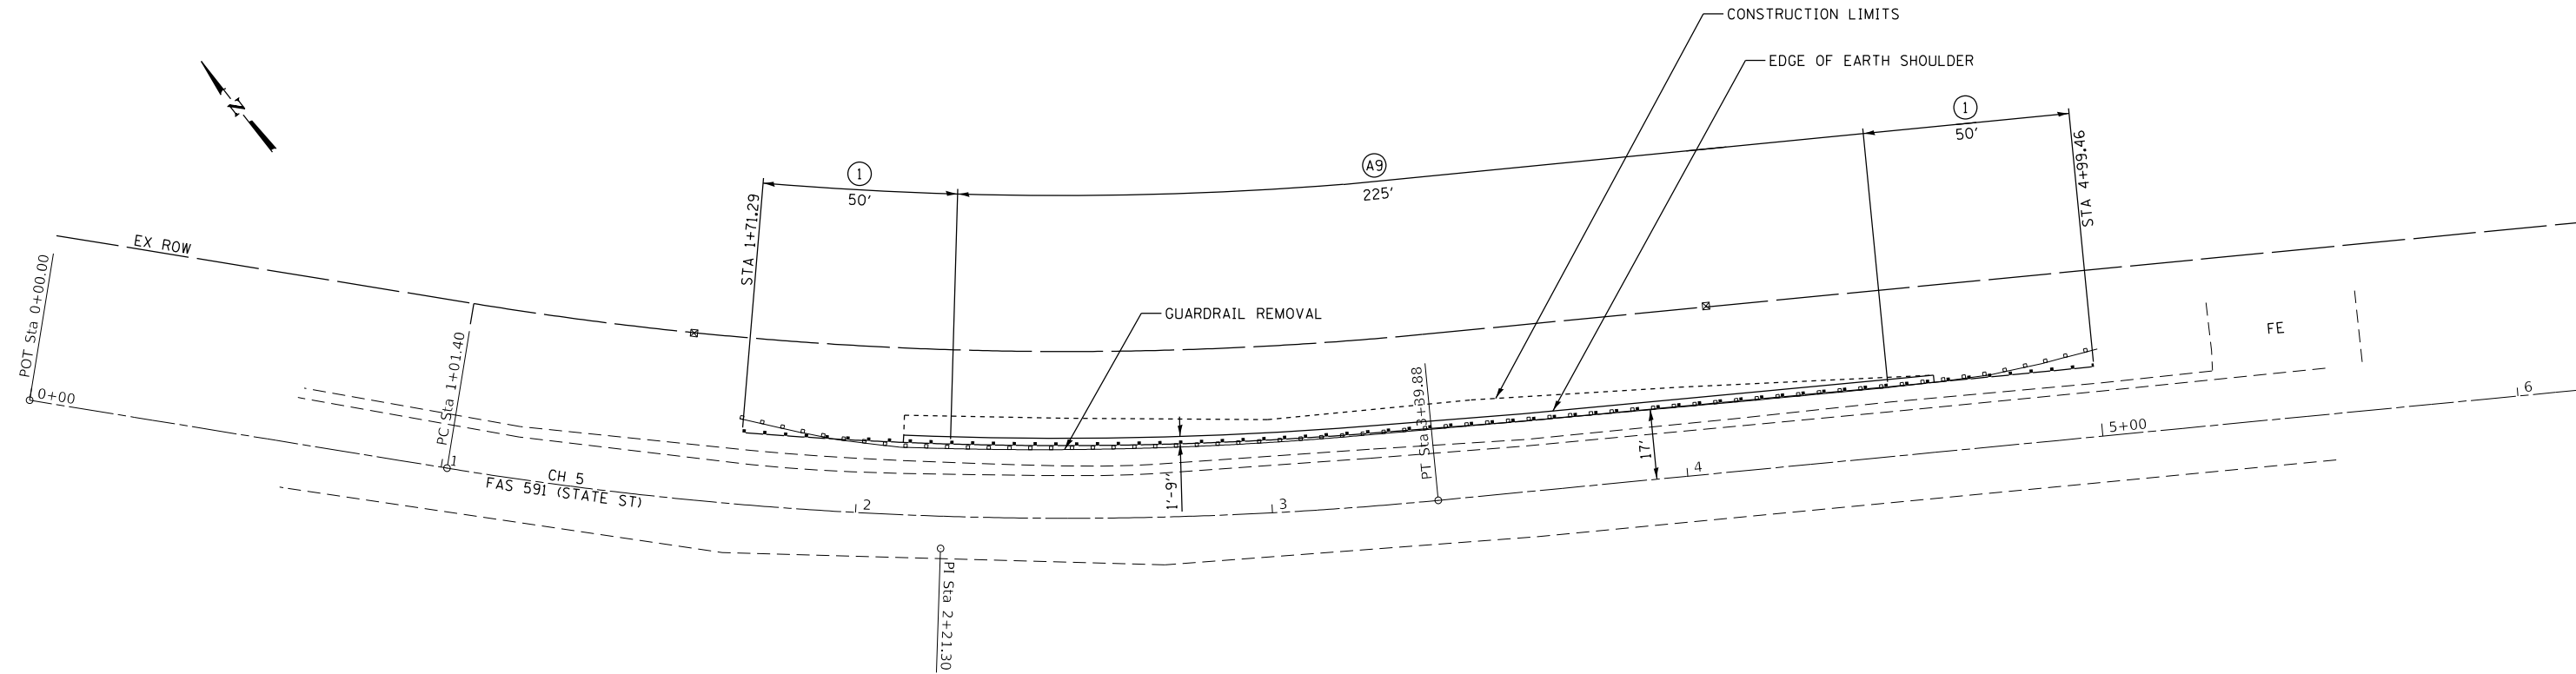 CONSTRUCTION LIMITS
EDGE OF EARTH SHOULDER
N
1
50'
A9
225'
1
50'
STA 1+71.29
STA 4+99.46
EX ROW
POT Sta 0+00.00
0+00
PC Sta 1+01.40
1
GUARDRAIL REMOVAL
CH 5
FAS 591 (STATE ST)
2
PI Sta 2+21.30
1'-9"
3
PT Sta 3+39.88
17'
4
5+00
FE
6